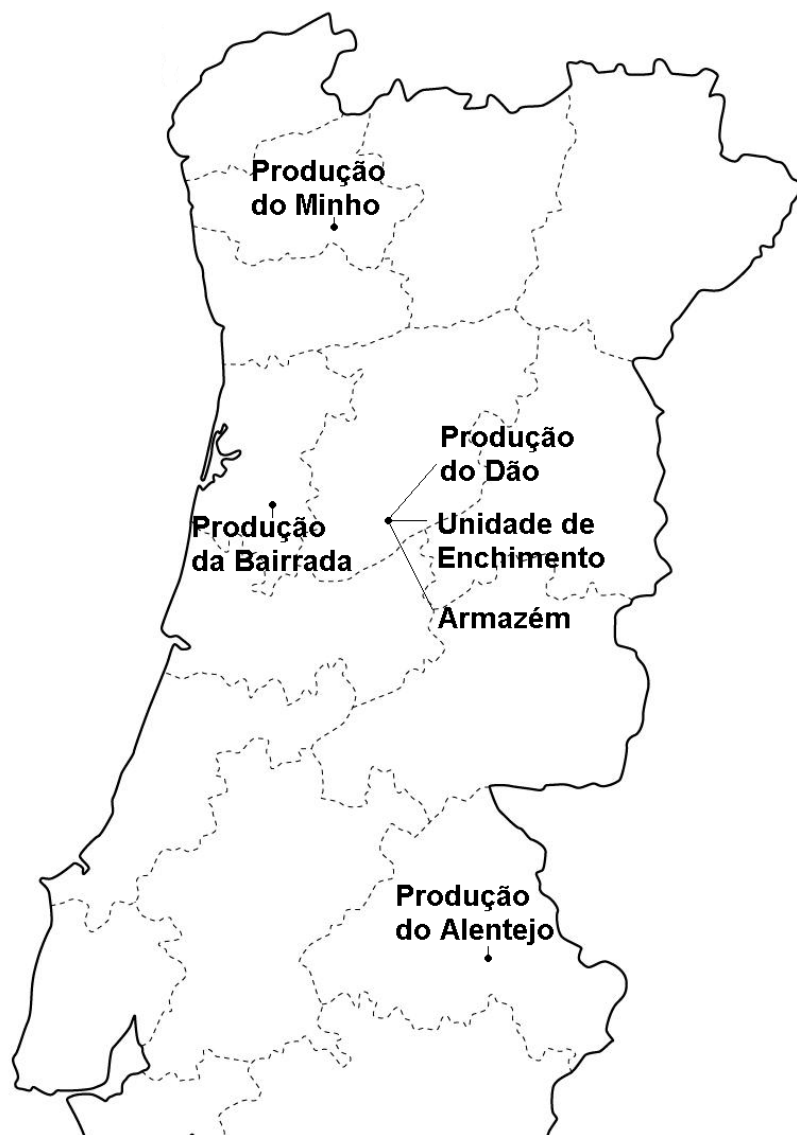 Produção
do Minho
Produção
do Dão
Unidade de
Enchimento
Produção
da Bairrada
Armazém
Produção
do Alentejo